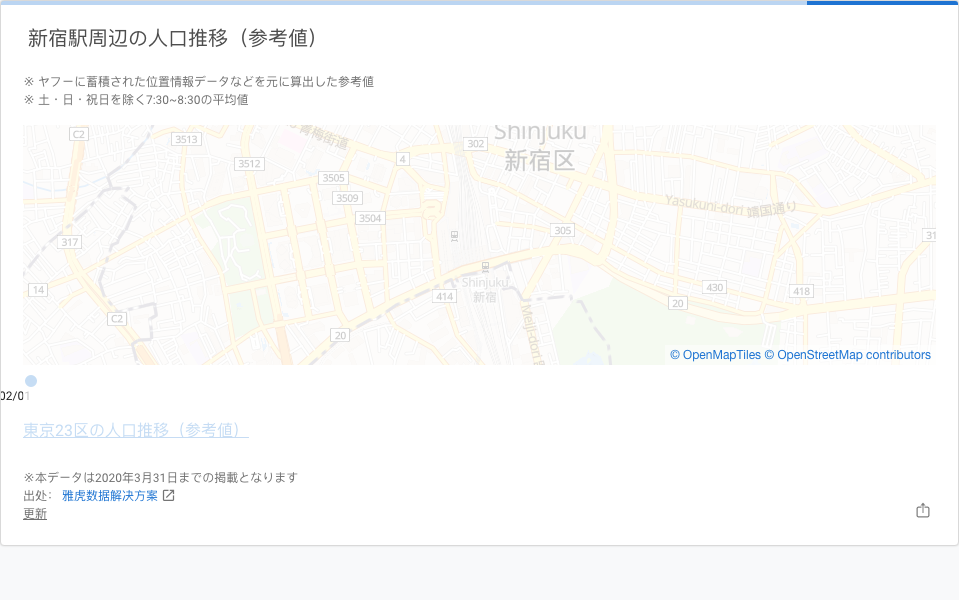 新宿駅周辺の人口推移（参考値）
※ ヤフーに蓄積された位置情報データなどを元に算出した参考値
※ 土・日・祝日を除く7:30~8:30の平均値
C2
3513
青梅街道
302
Shinjuku
新宿区
3512
4
3505
3509
3504
Yasukuni-dori 靖国通り
305
317
31
14
Shinjuku
新宿
414
430
418
20
C2
20
Meiji-dori
© OpenMapTiles © OpenStreetMap contributors
02/01
東京23区の人口推移（参考値）
※本データは2020年3月31日までの掲載となります
出处： 雅虎数据解决方案
更新